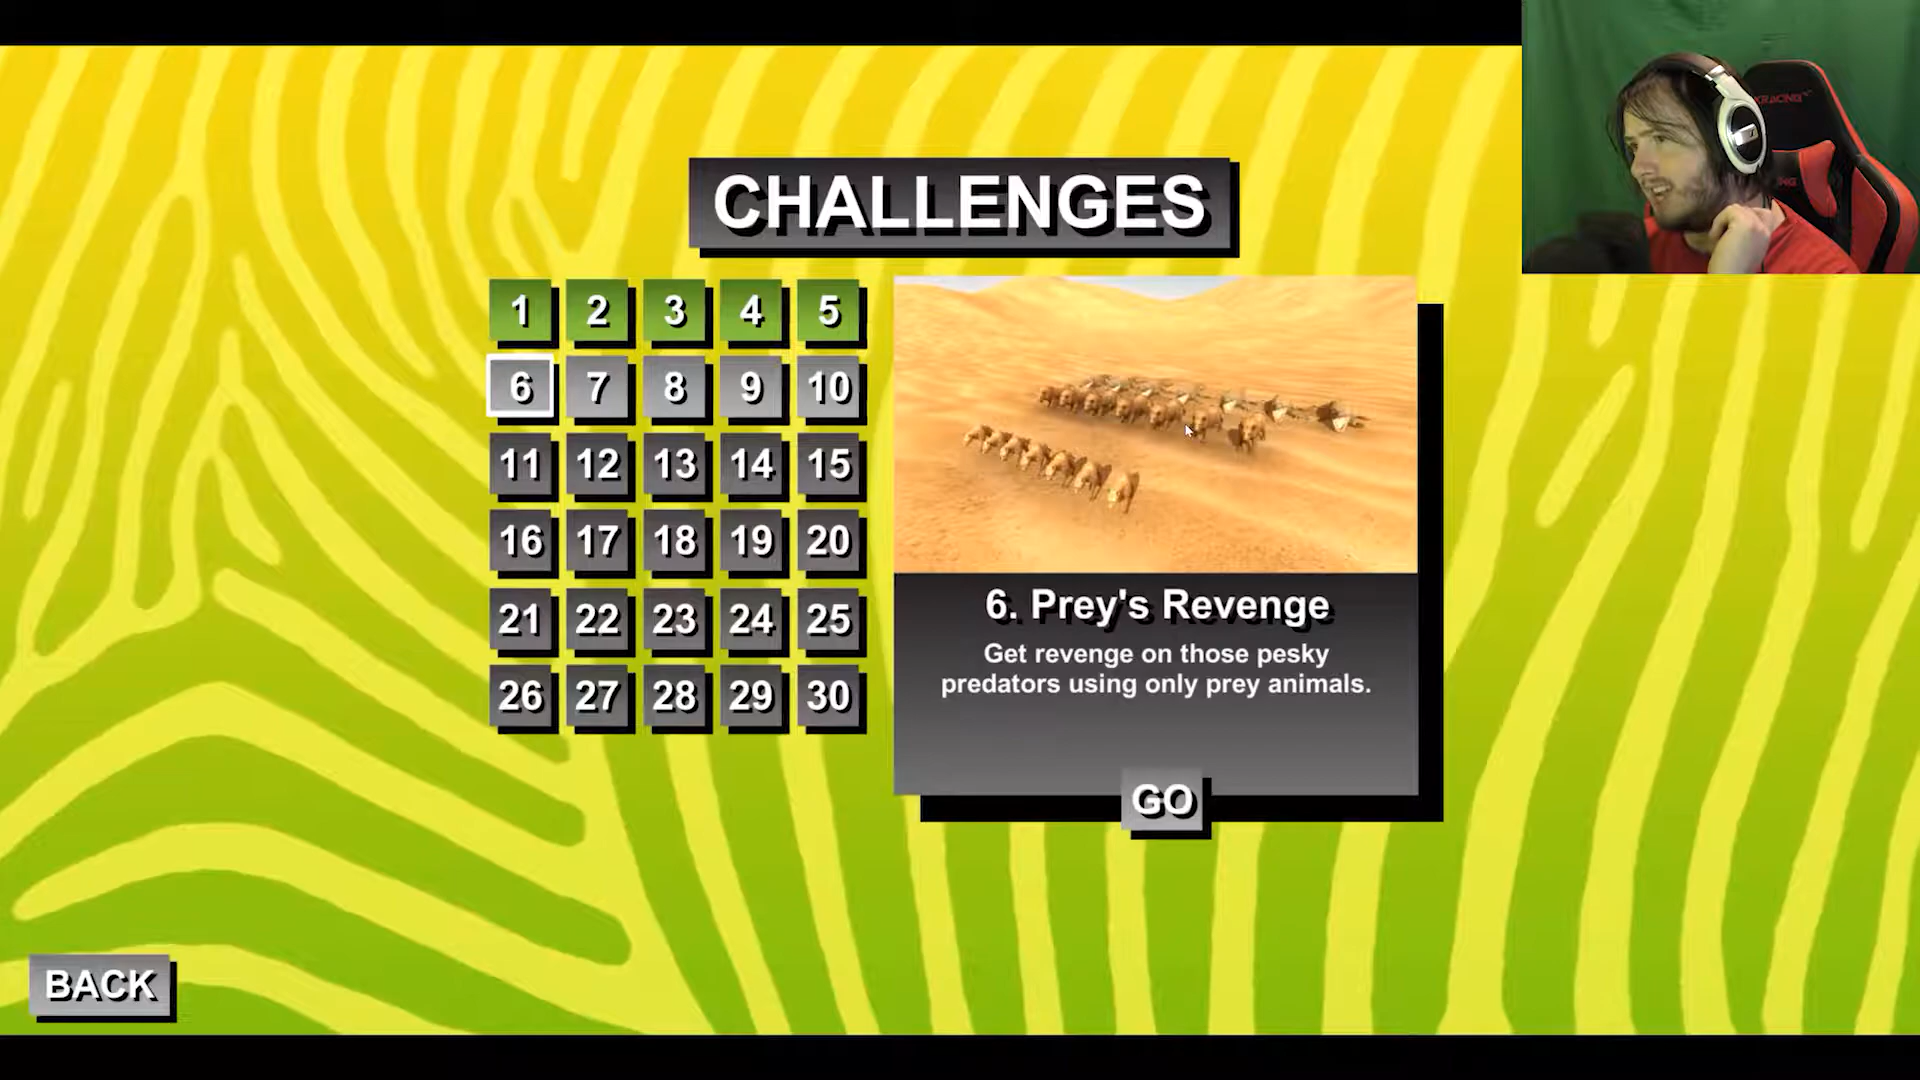 CHALLENGES
1 2 3 4 5
6 7 8 9 10
11 12 13 14 15
16 17 18 19 20
21 22 23 24 25
26 27 28 29 30
6. Prey's Revenge
Get revenge on those pesky
predators using only prey animals.
GO
BACK